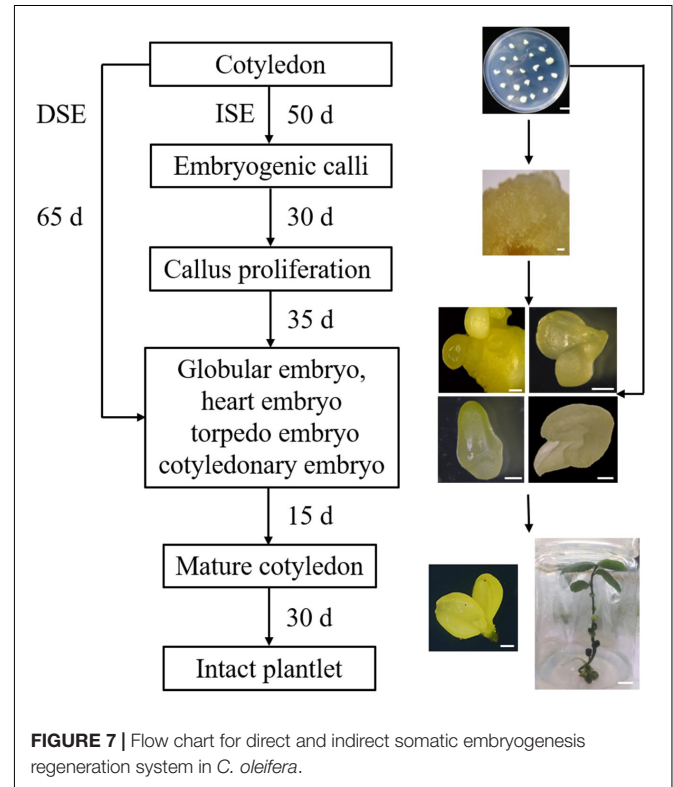 Cotyledon
DSE
ISE
50 d
Embryogenic calli
65 d
30 d
Callus proliferation
35 d
Globular embryo,
heart embryo
torpedo embryo
cotyledonary embryo
15 d
Mature cotyledon
30 d
Intact plantlet
FIGURE 7 | Flow chart for direct and indirect somatic embryogenesis
regeneration system in C. oleifera.